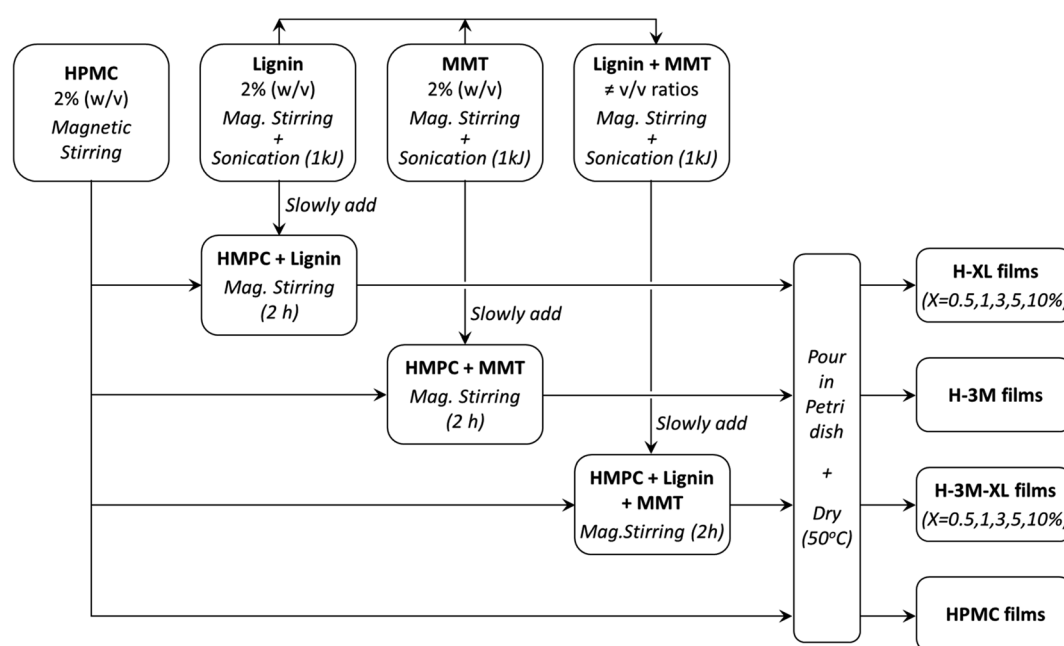 HPMC
2% (w/v)
Magnetic
Stirring
Lignin
2% (w/v)
Mag. Stirring
+
Sonication (1kJ)
MMT
2% (w/v)
Mag. Stirring
+
Sonication (1kJ)
Lignin + MMT
≠ v/v ratios
Mag. Stirring
+
Sonication (1kJ)
Slowly add
HMPC + Lignin
Mag. Stirring
(2 h)
Slowly add
HMPC + MMT
Mag. Stirring
(2 h)
Slowly add
HMPC + Lignin
+ MMT
Mag.Stirring (2h)
Pour
in
Petri
dish
+
Dry
(50°C)
H-XL films
(X=0.5,1,3,5,10%)
H-3M films
H-3M-XL films
(X=0.5,1,3,5,10%)
HPMC films